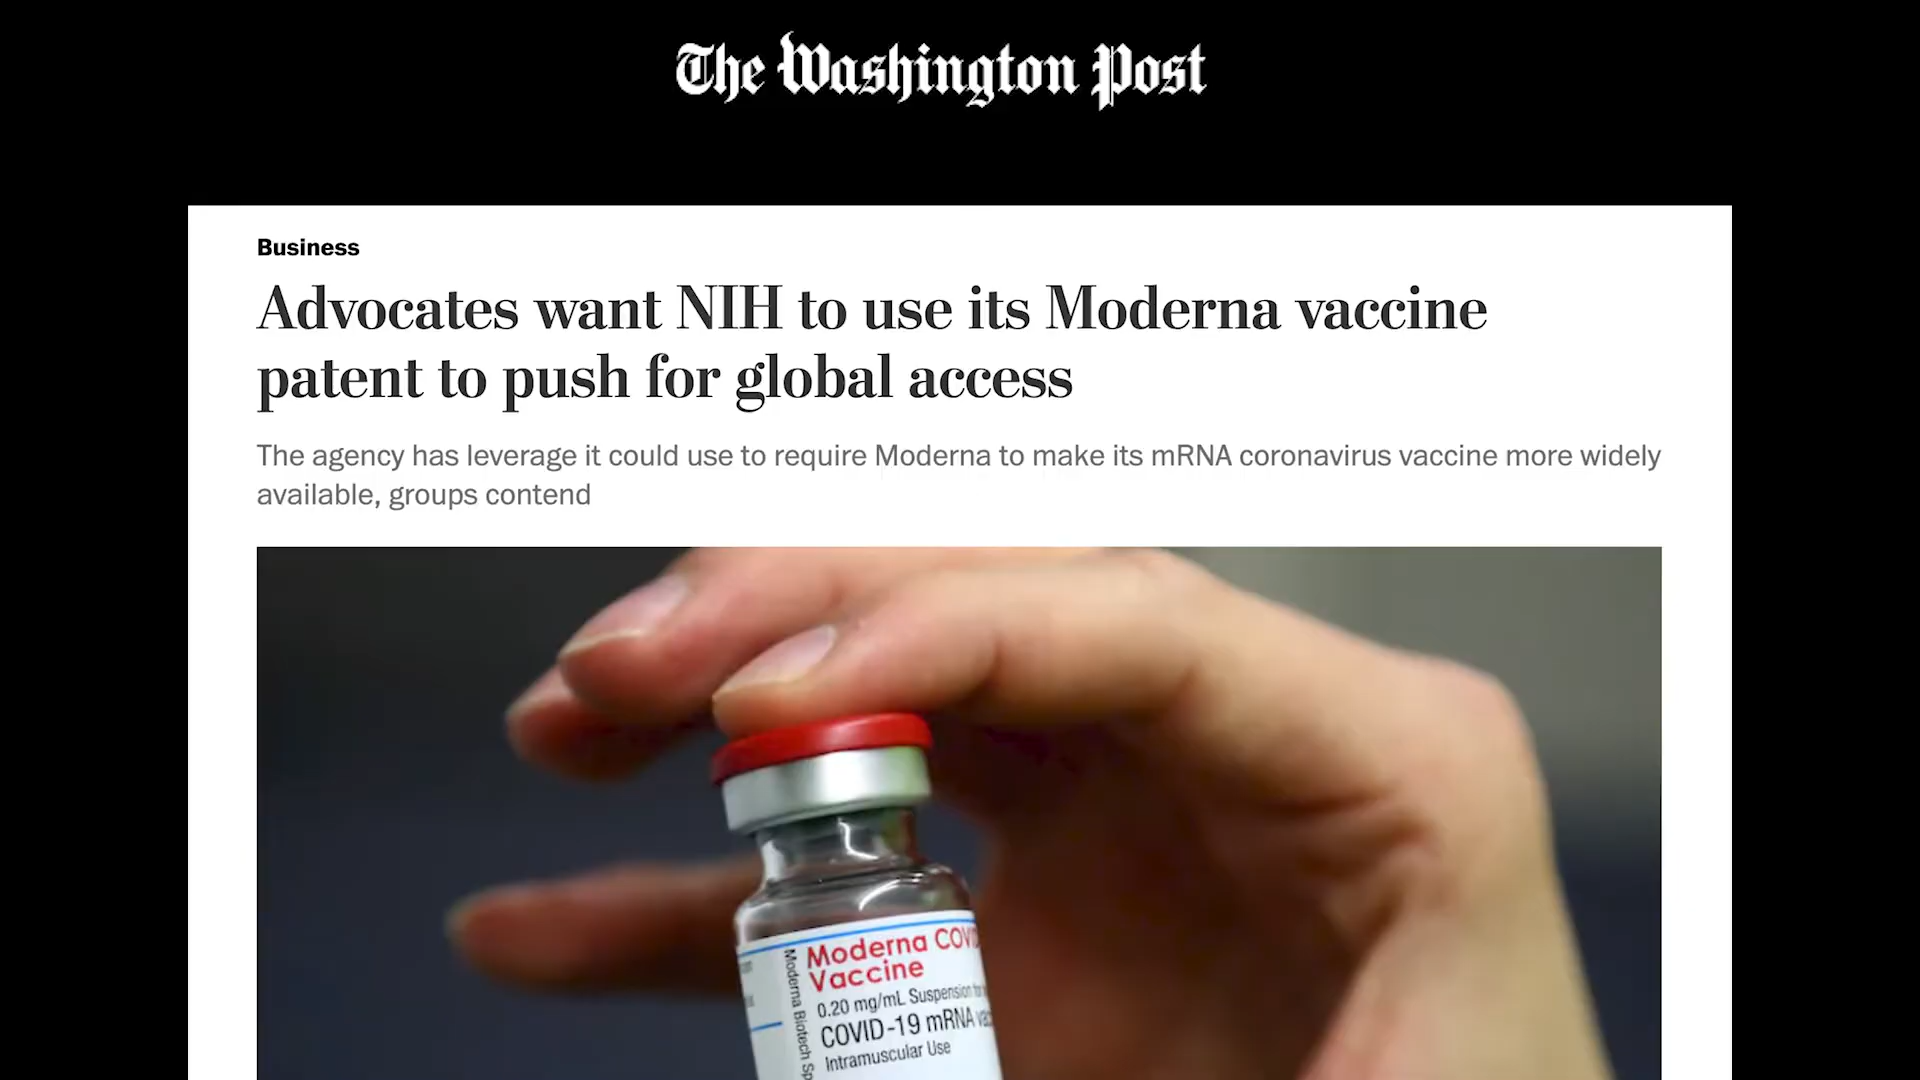 The Washington Post
Business
Advocates want NIH to use its Moderna vaccine
patent to push for global access
The agency has leverage it could use to require Moderna to make its mRNA coronavirus vaccine more widely
available, groups contend
Moderna COVI
Vaccine
0.20 mg/mL Suspension
COVID-19 mRNA
Intramuscular Use
Moderna Biotech